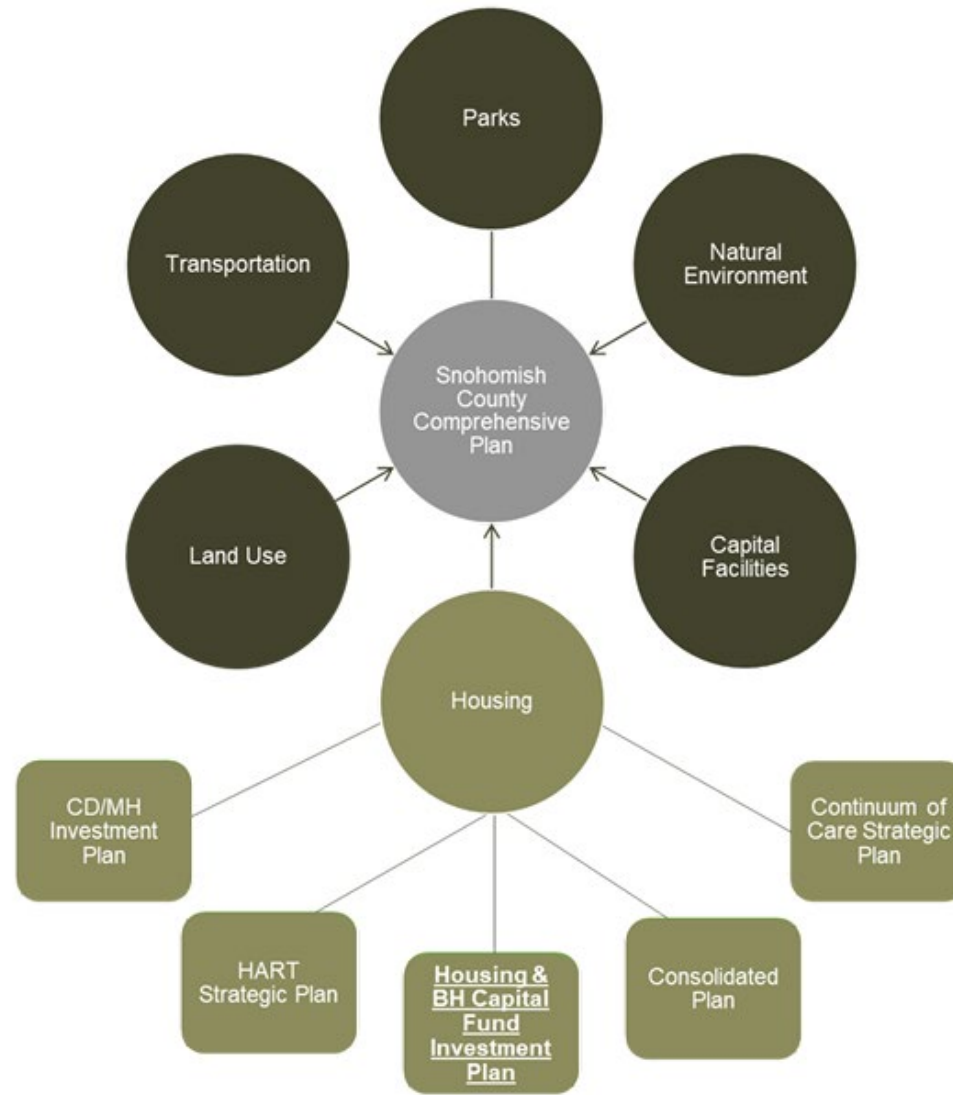 Parks
Transportation
Natural
Environment
Snohomish
County
Comprehensive
Plan
Land Use
Capital
Facilities
Housing
CD/MH
Investment
Plan
Continuum of
Care Strategic
Plan
HART
Strategic Plan
Housing &
BH Capital
Fund
Investment
Plan
Consolidated
Plan